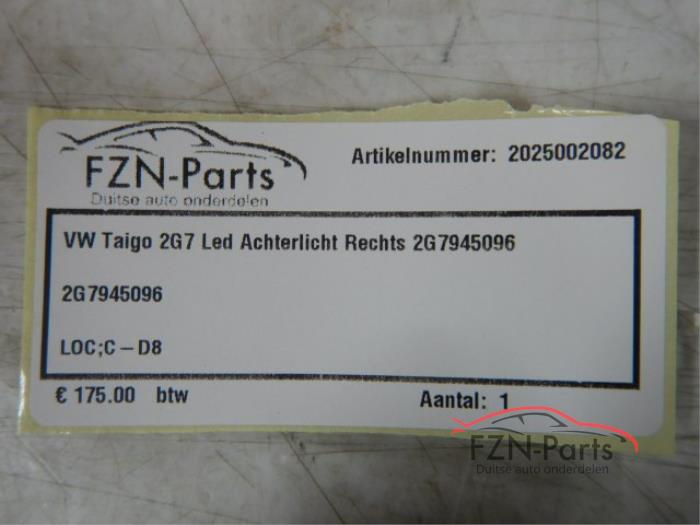 FZN-Parts
Duitse auto onderdelen
Artikelnummer: 2025002082
VW Taigo 2G7 Led Achterlicht Rechts 2G7945096
2G7945096
LOC;C - D8
€ 175.00 btw
Aantal: 1
FZN-Parts
Duitse auto onderdelen